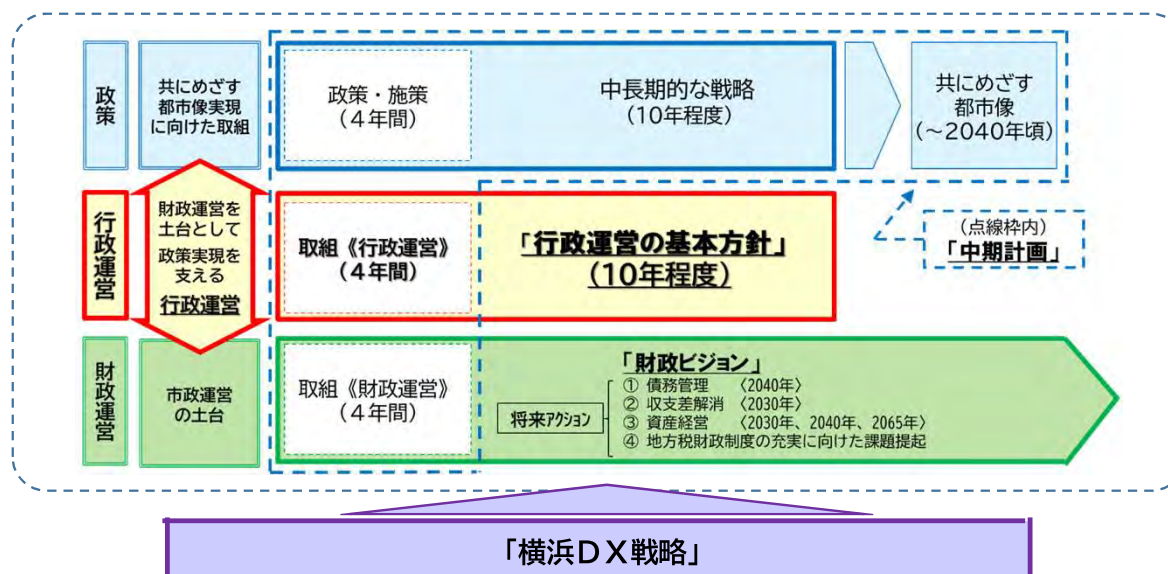 政策
共にめざす
都市像実現
に向けた取組
政策・施策
（４年間）
中長期的な戦略
（10年程度）
共にめざす
都市像
（～2040年頃）
行政運営
財政運営を
土台として
政策実現を
支える
行政運営
取組《行政運営》
（４年間）
「行政運営の基本方針」
（10年程度）
（点線枠内）
「中期計画」
財政運営
市政運営
の土台
取組《財政運営》
（４年間）
「財政ビジョン」
将来アクション
① 債務管理 〈2040年〉
② 収支差解消 〈2030年〉
③ 資産経営 〈2030年、2040年、2065年〉
④ 地方税財政制度の充実に向けた課題提起
「横浜ＤＸ戦略」